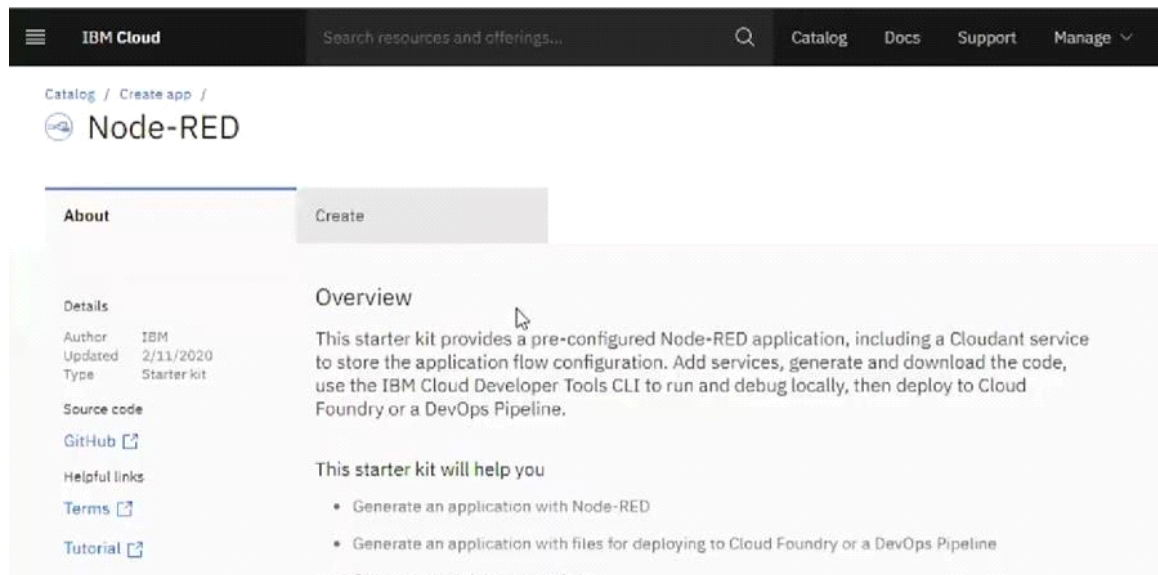 IBM Cloud
Search resources and offerings...
Catalog
Docs
Support
Manage
Catalog / Create app /
Node-RED
About
Create
Details
Author IBM
Updated 2/11/2020
Type Starter kit
Source code
GitHub
Helpful links
Terms
Tutorial
Overview
This starter kit provides a pre-configured Node-RED application, including a Cloudant service
to store the application flow configuration. Add services, generate and download the code,
use the IBM Cloud Developer Tools CLI to run and debug locally, then deploy to Cloud
Foundry or a DevOps Pipeline.
This starter kit will help you
• Generate an application with Node-RED
• Generate an application with files for deploying to Cloud Foundry or a DevOps Pipeline